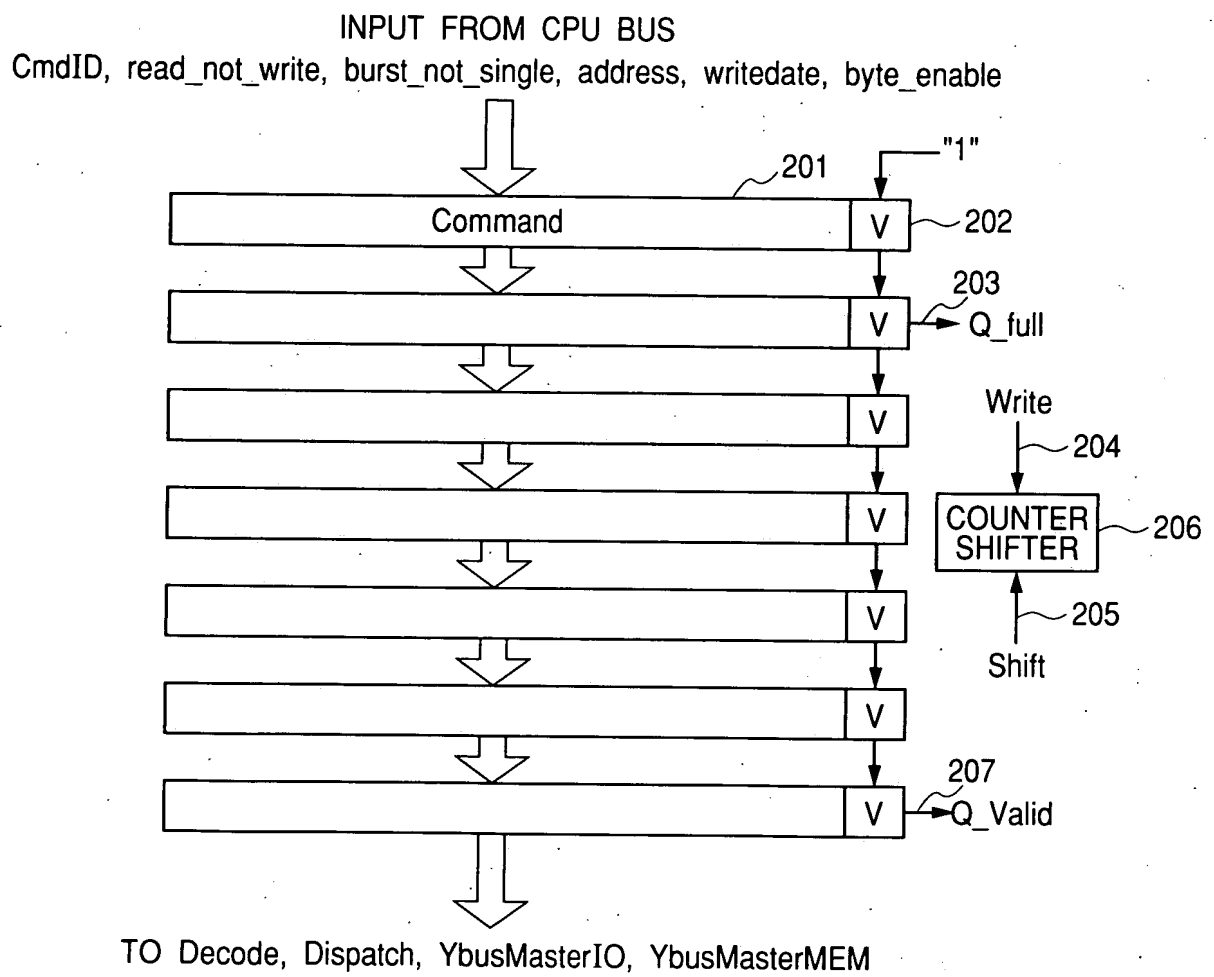 INPUT FROM CPU BUS
CmdID, read_not_write, burst_not_single, address, writedate, byte_enable
"1"
201
Command V 202
203
V Q_full
V
Write
204
V
COUNTER
SHIFTER
206
V
205
Shift
V
207
V Q_Valid
TO Decode, Dispatch, YbusMasterIO, YbusMasterMEM